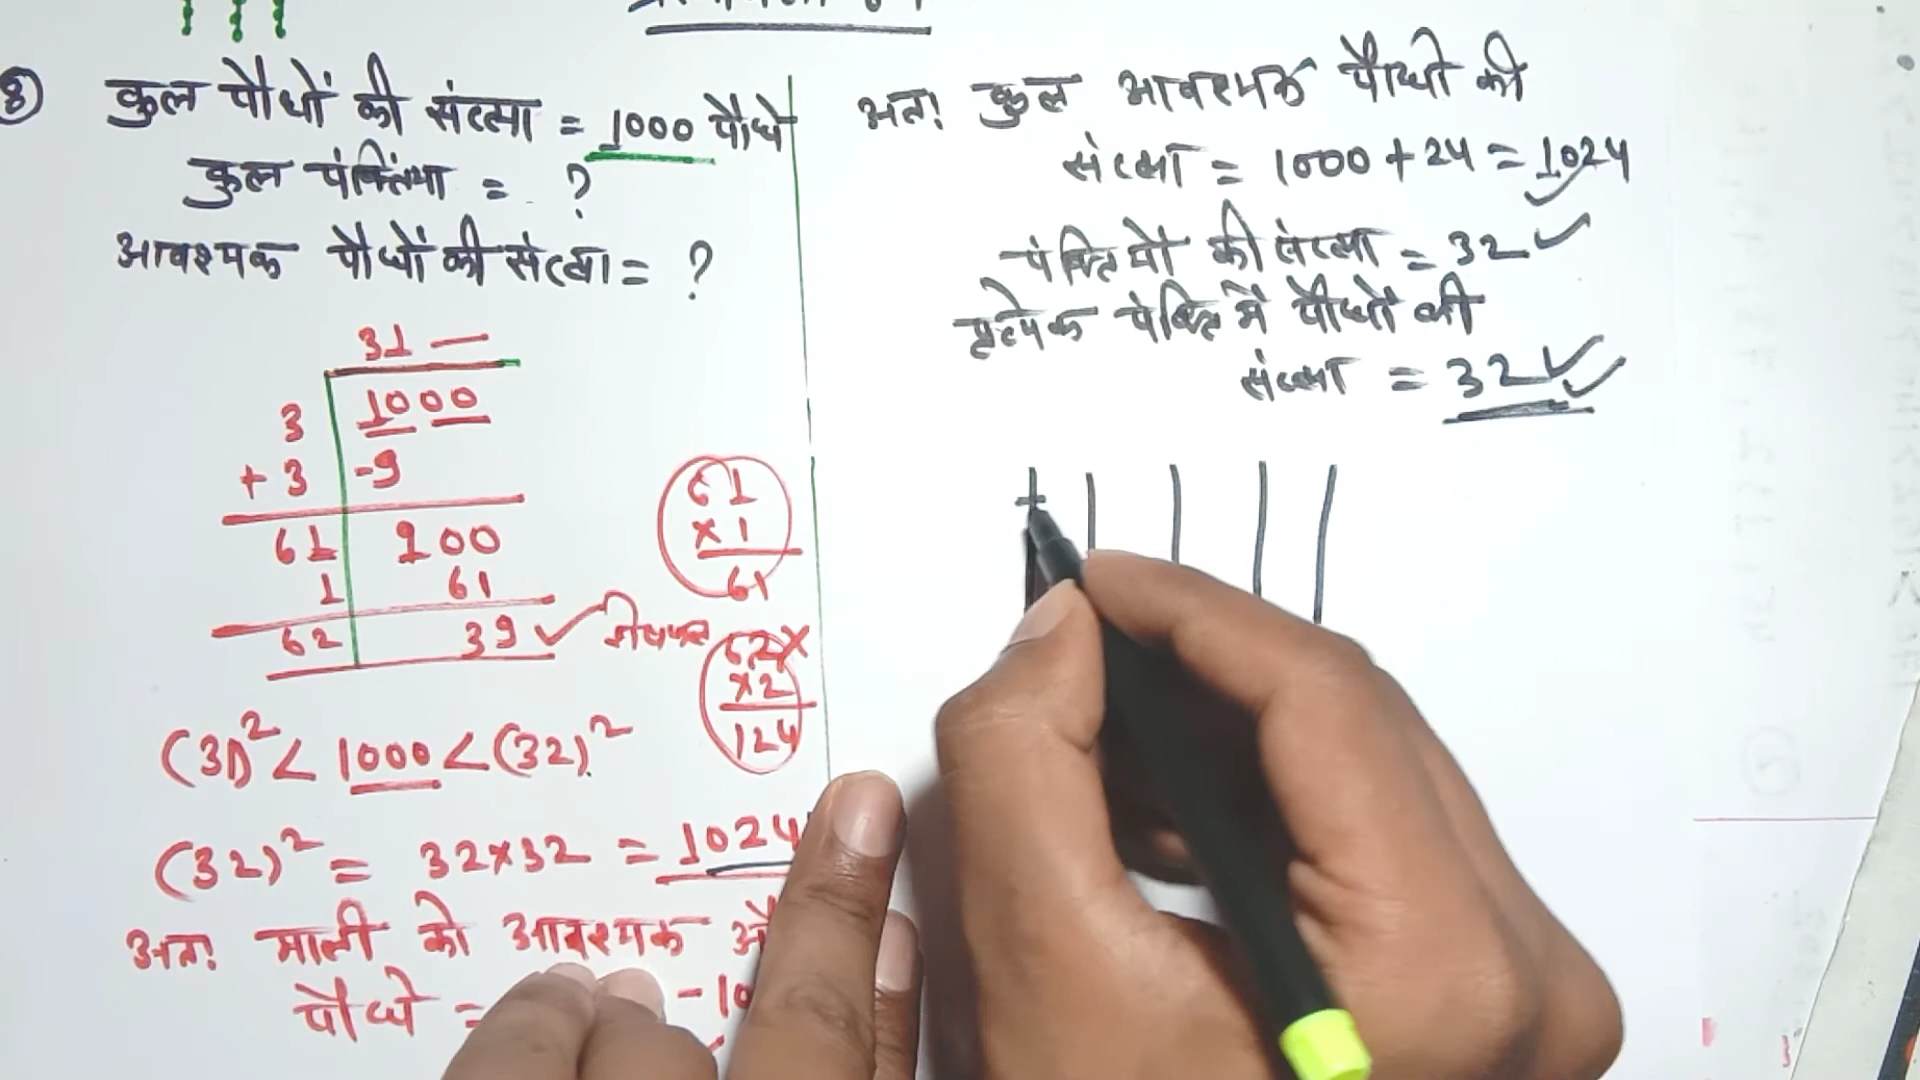 8) कुल पौधों की संख्या = 1000 पौधे
कुल पंक्तिंया = ?
आवश्यक पौधों की संख्या = ?
31 —
3 1000
+ 3 -9
61 100
1 61
62 39 ✓ शेषफल
61
× 1
61
62×
×2
124
(31)² < 1000 < (32)²
(32)² = 32×32 = 1024
अतः माली को आवश्यक
पौधे = -10
अतः कुल आवश्यक पौधो की
संख्या = 1000 + 24 = 1024
पंक्तियों की संख्या = 32 ✓
प्रत्येक पंक्ति में पौधों की
संख्या = 32 ✓